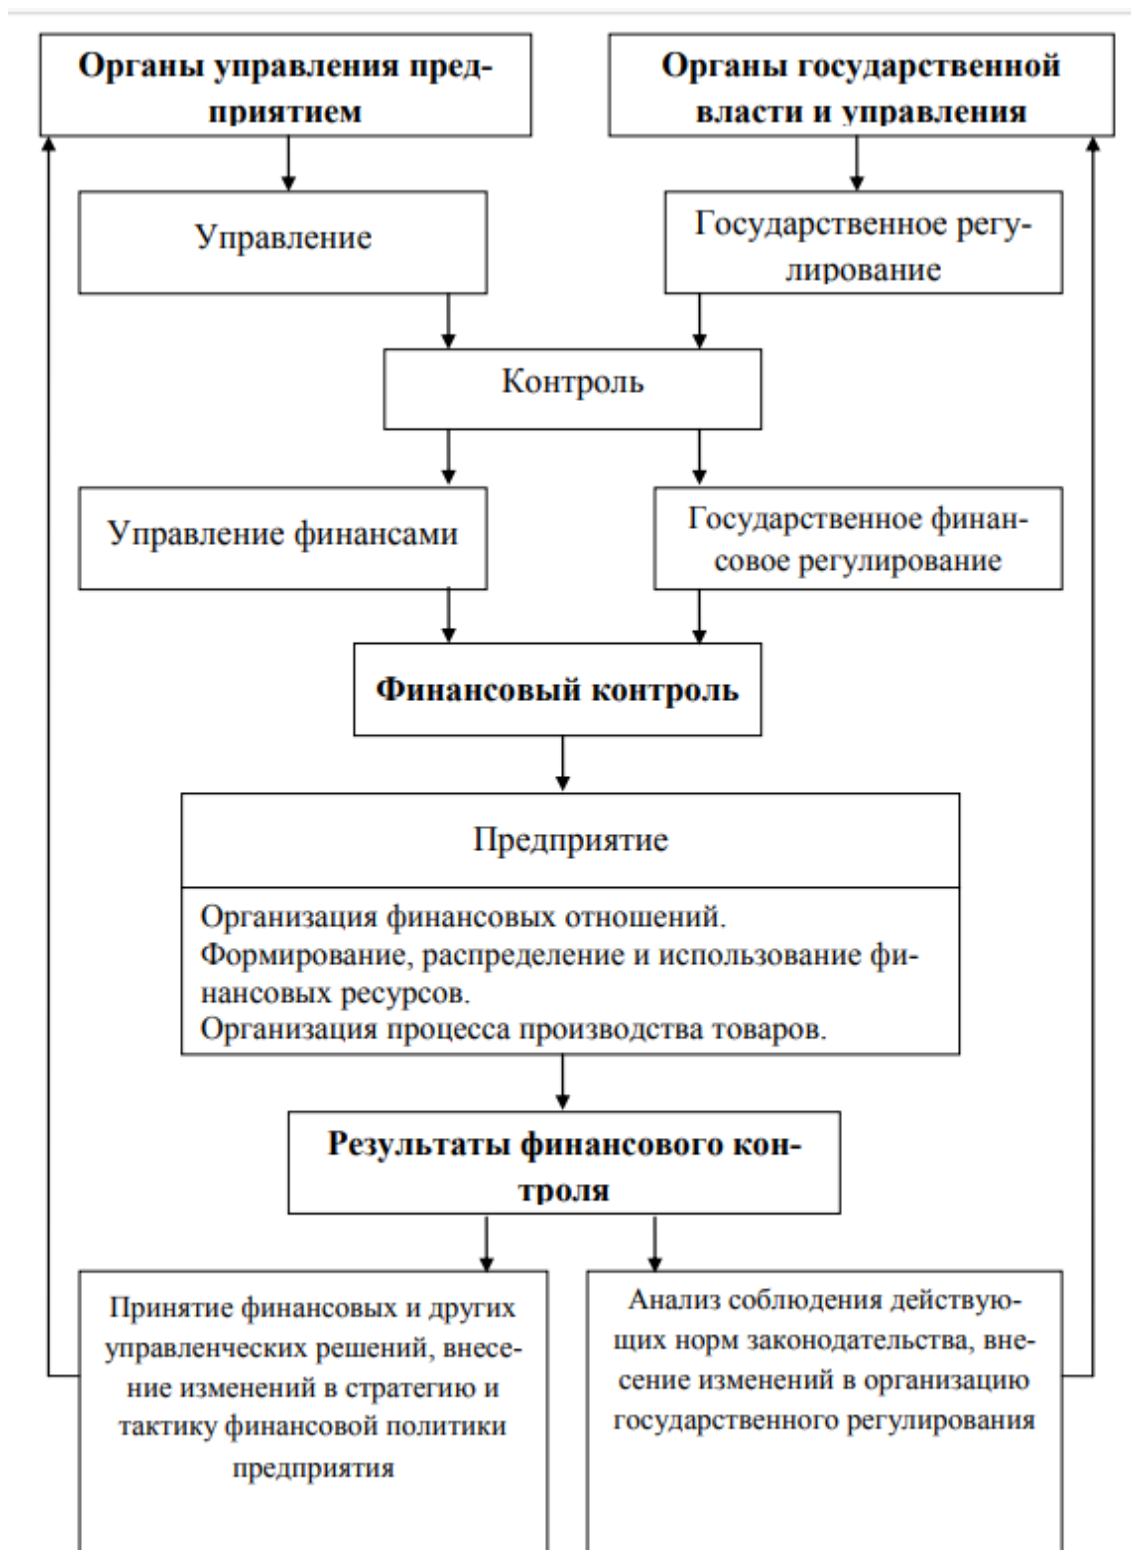 Органы управления пред-
приятием
Органы государственной
власти и управления
Управление
Государственное регу-
лирование
Контроль
Управление финансами
Государственное финан-
совое регулирование
Финансовый контроль
Предприятие
Организация финансовых отношений.
Формирование, распределение и использование фи-
нансовых ресурсов.
Организация процесса производства товаров.
Результаты финансового кон-
троля
Принятие финансовых и других
управленческих решений, внесе-
ние изменений в стратегию и
тактику финансовой политики
предприятия
Анализ соблюдения действую-
щих норм законодательства, вне-
сение изменений в организацию
государственного регулирования